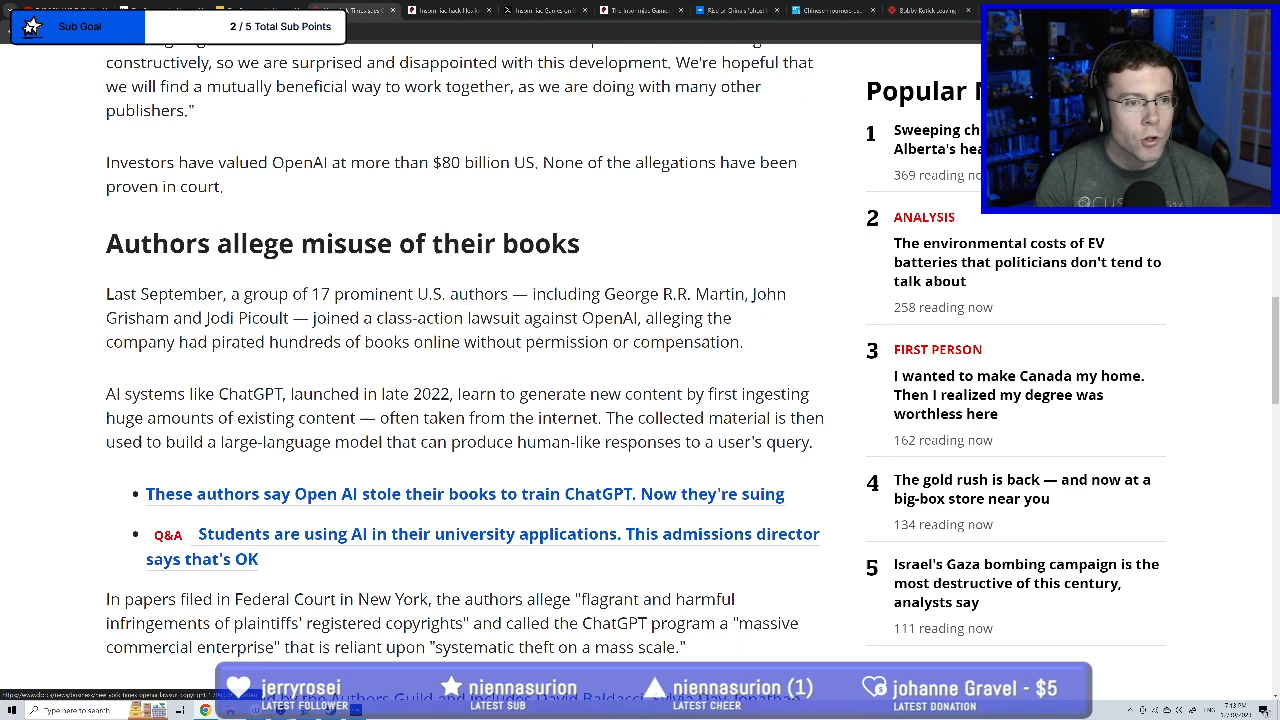 Sub Goal
2 / 5 Total Sub Points
constructively, so we are surprised and disappointed with this development. We're hopeful that
we will find a mutually beneficial way to work together, as we are doing with many other
publishers."
Investors have valued OpenAI at more than $80 billion US. None of the allegations have been
proven in court.
Authors allege misuse of their books
Last September, a group of 17 prominent U.S. authors — including George R.R. Martin, John
Grisham and Jodi Picoult — joined a class-action lawsuit against OpenAI, alleging the
company had pirated hundreds of books online without permission or compensation.
AI systems like ChatGPT, launched in late 2022, learn to generate new content by first ingesting
huge amounts of existing content — often taken from the internet. The collected material is then
used to build a large-language model that can produce human-like responses to a user's query.
• These authors say Open AI stole their books to train ChatGPT. Now they're suing
• Q&A Students are using AI in their university applications. This admissions director
says that's OK
In papers filed in Federal Court in New York, the authors allege "flagrant and harmful
infringements of plaintiffs' registered copyrights" and called the ChatGPT program a "massive
commercial enterprise" that is reliant upon "systematic theft on a mass scale."
Popular
1
Sweeping
Alberta's
369 reading
2
ANALYSIS
The environmental costs of EV
batteries that politicians don't tend to
talk about
258 reading now
3
FIRST PERSON
I wanted to make Canada my home.
Then I realized my degree was
worthless here
162 reading now
4
The gold rush is back — and now at a
big-box store near you
134 reading now
5
Israel's Gaza bombing campaign is the
most destructive of this century,
analysts say
111 reading now
jerryrosei
LATEST FOLLOWER
LATEST SUB
LATEST CHEER
Luanne Gravel - $5
LATEST DONATION
Type here to search
ENG
7:13 PM